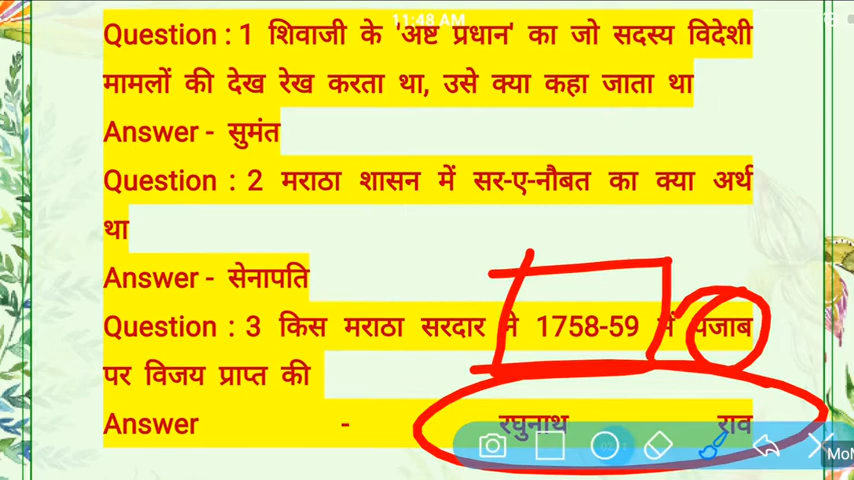 11:48 AM
Question : 1 शिवाजी के 'अष्ट प्रधान' का जो सदस्य विदेशी
मामलों की देख रेख करता था, उसे क्या कहा जाता था
Answer - सुमंत
Question : 2 मराठा शासन में सर-ए-नौबत का क्या अर्थ
था
Answer - सेनापति
Question : 3 किस मराठा सरदार ने 1758-59 में पंजाब
पर विजय प्राप्त की
Answer - रघुनाथ राव